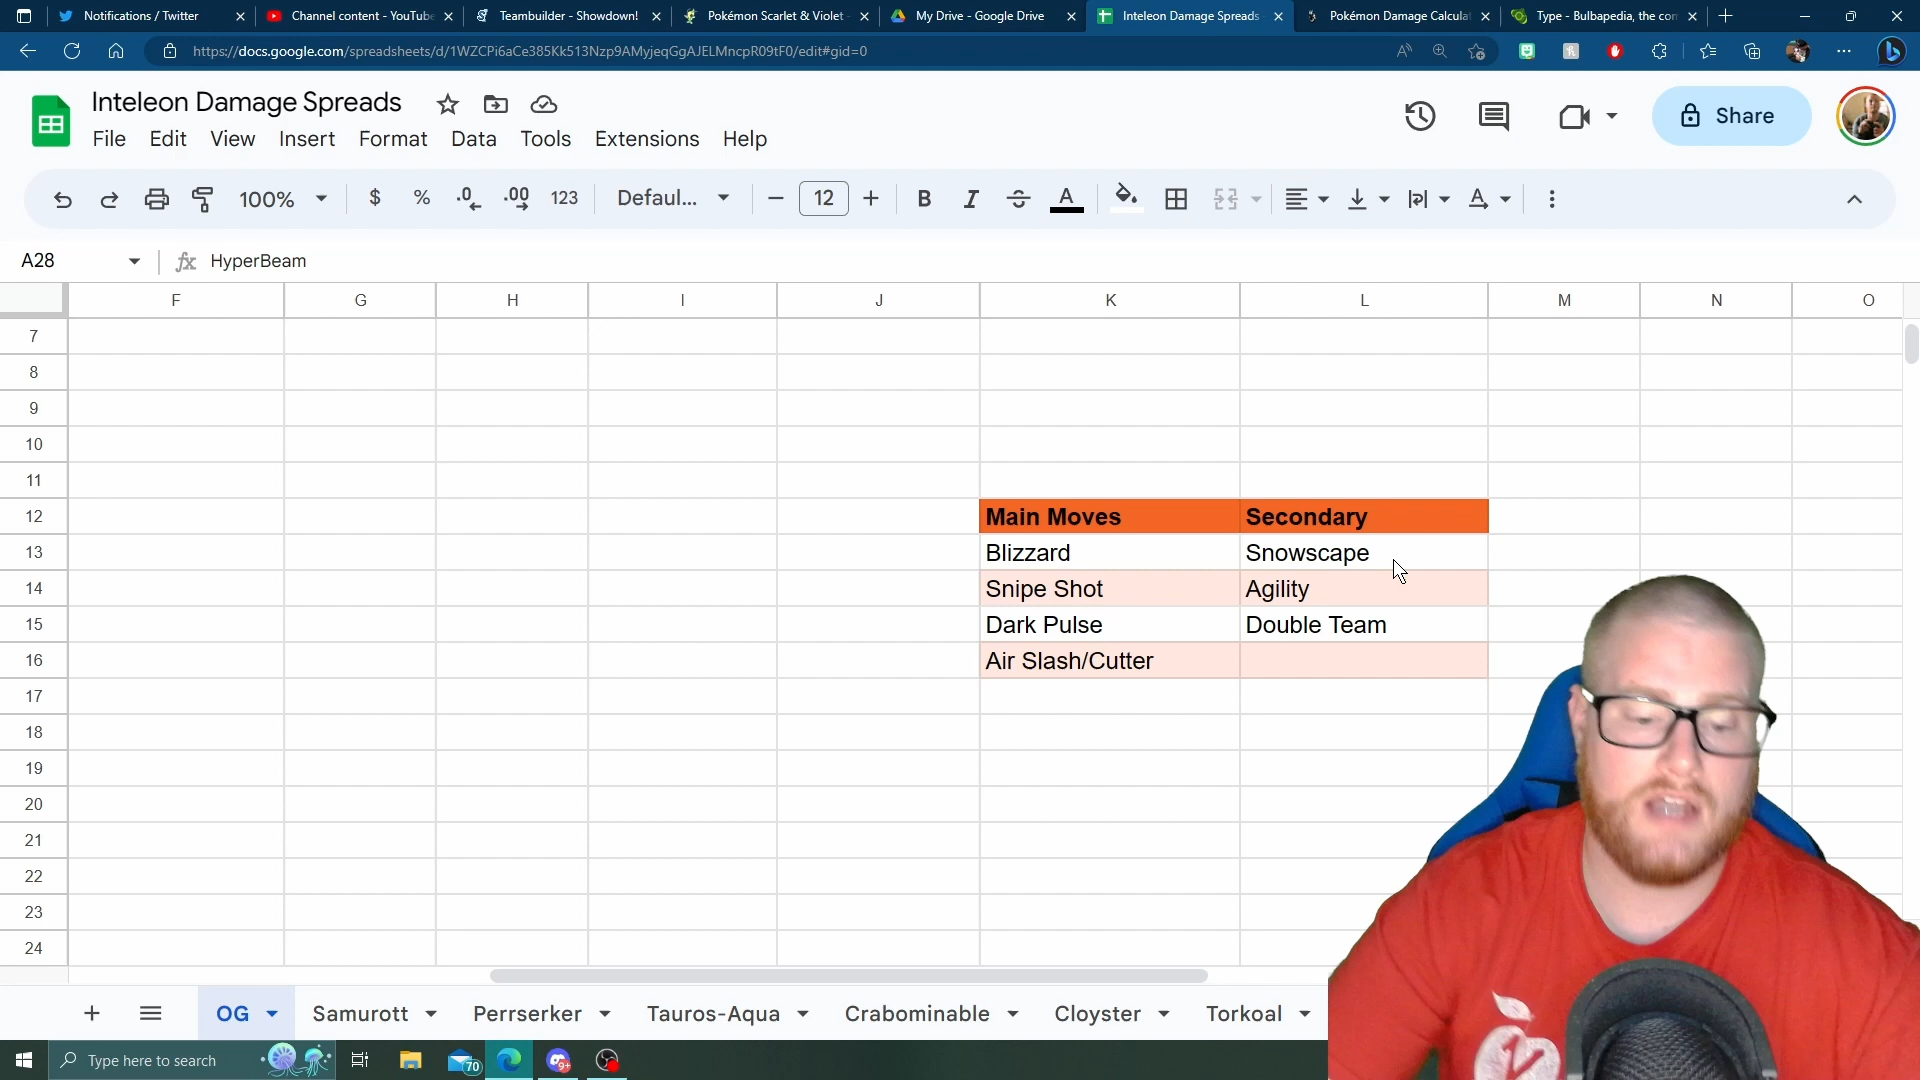 Notifications / Twitter
Channel content - YouTube
Teambuilder - Showdown!
Pokémon Scarlet & Violet -
My Drive - Google Drive
Inteleon Damage Spreads
Pokémon Damage Calcula
Type - Bulbapedia, the con
https://docs.google.com/spreadsheets/d/1WZCPi6aCe385Kk513Nzp9AMyjeqGgAJELMncpR09tF0/edit#gid=0
Inteleon Damage Spreads
File Edit View Insert Format Data Tools Extensions Help
Share
100% $ % .0 .00 123 Defaul... 12 B I A
A28 HyperBeam
F G H I J K L M N O
7
8
9
10
11
12 Main Moves Secondary
13 Blizzard Snowscape
14 Snipe Shot Agility
15 Dark Pulse Double Team
16 Air Slash/Cutter
17
18
19
20
21
22
23
24
OG Samurott Perrserker Tauros-Aqua Crabominable Cloyster Torkoal
Type here to search
70
9+